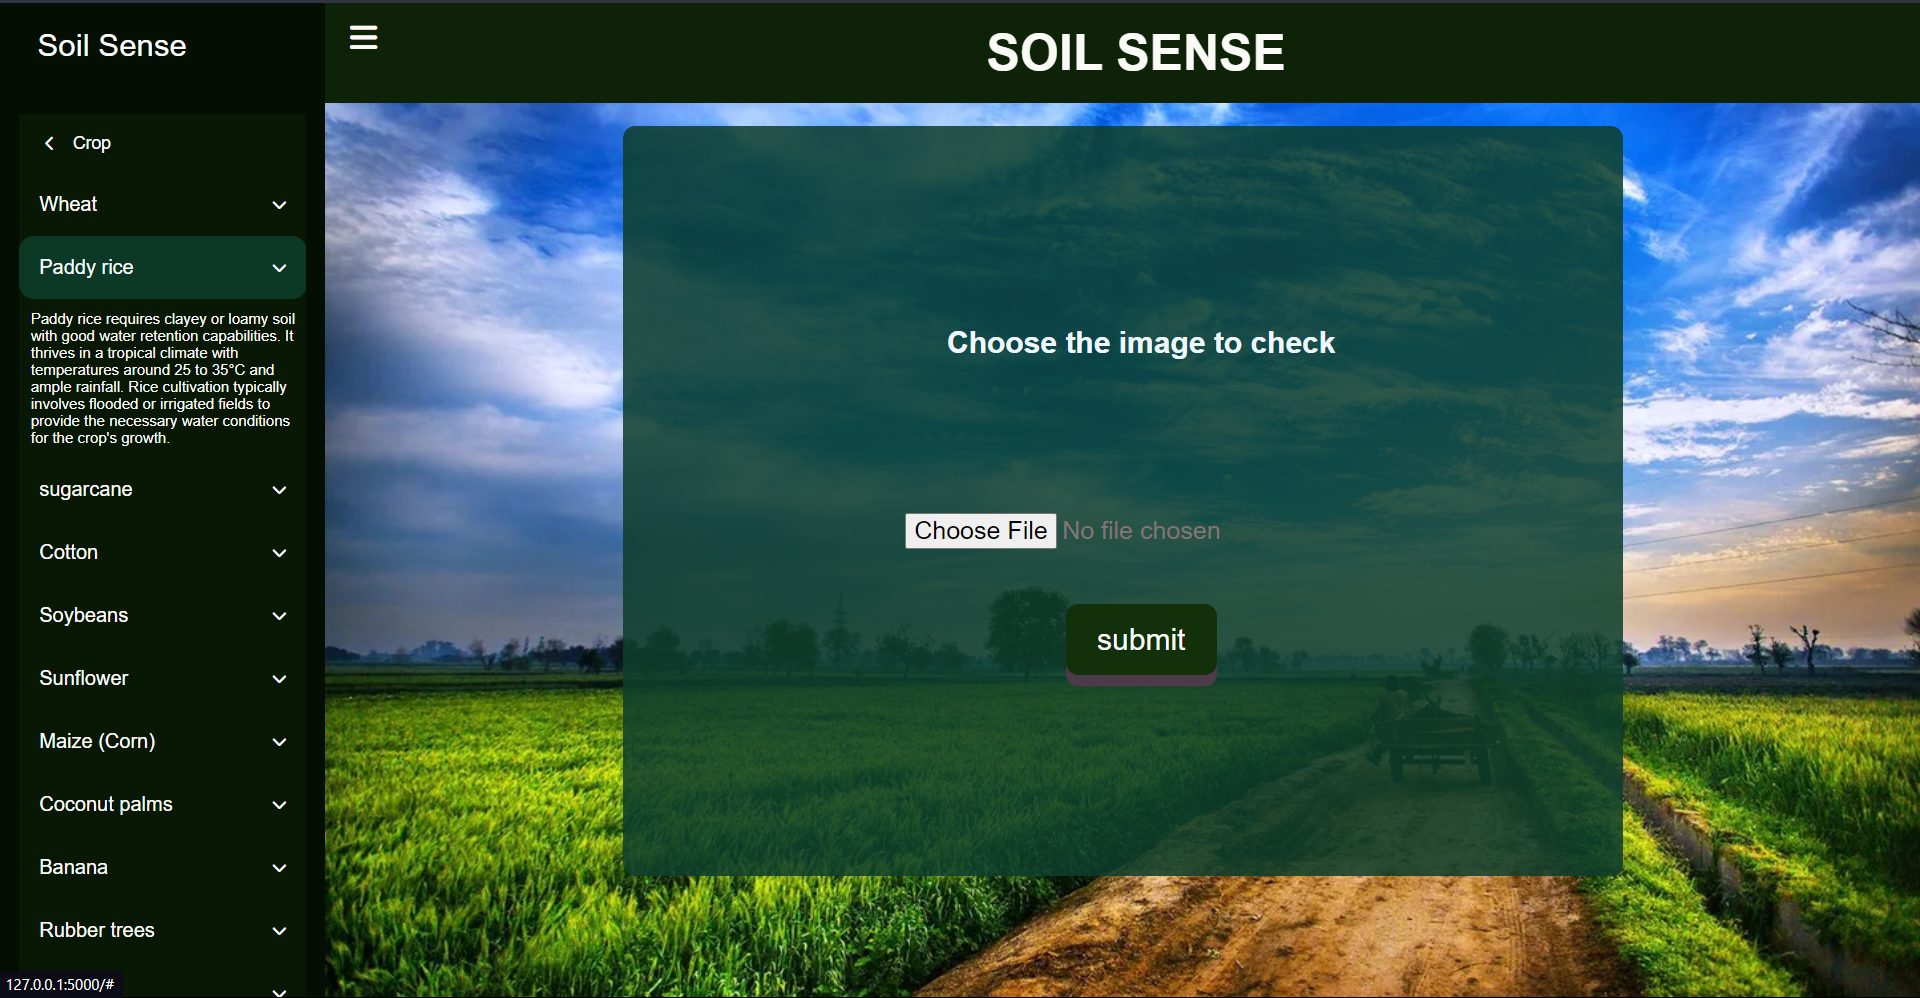 Soil Sense
SOIL SENSE
Crop
Wheat
Paddy rice
Paddy rice requires clayey or loamy soil
with good water retention capabilities. It
thrives in a tropical climate with
temperatures around 25 to 35°C and
ample rainfall. Rice cultivation typically
involves flooded or irrigated fields to
provide the necessary water conditions
for the crop's growth.
sugarcane
Cotton
Soybeans
Sunflower
Maize (Corn)
Coconut palms
Banana
Rubber trees
Choose the image to check
Choose File No file chosen
submit
127.0.0.1:5000/#